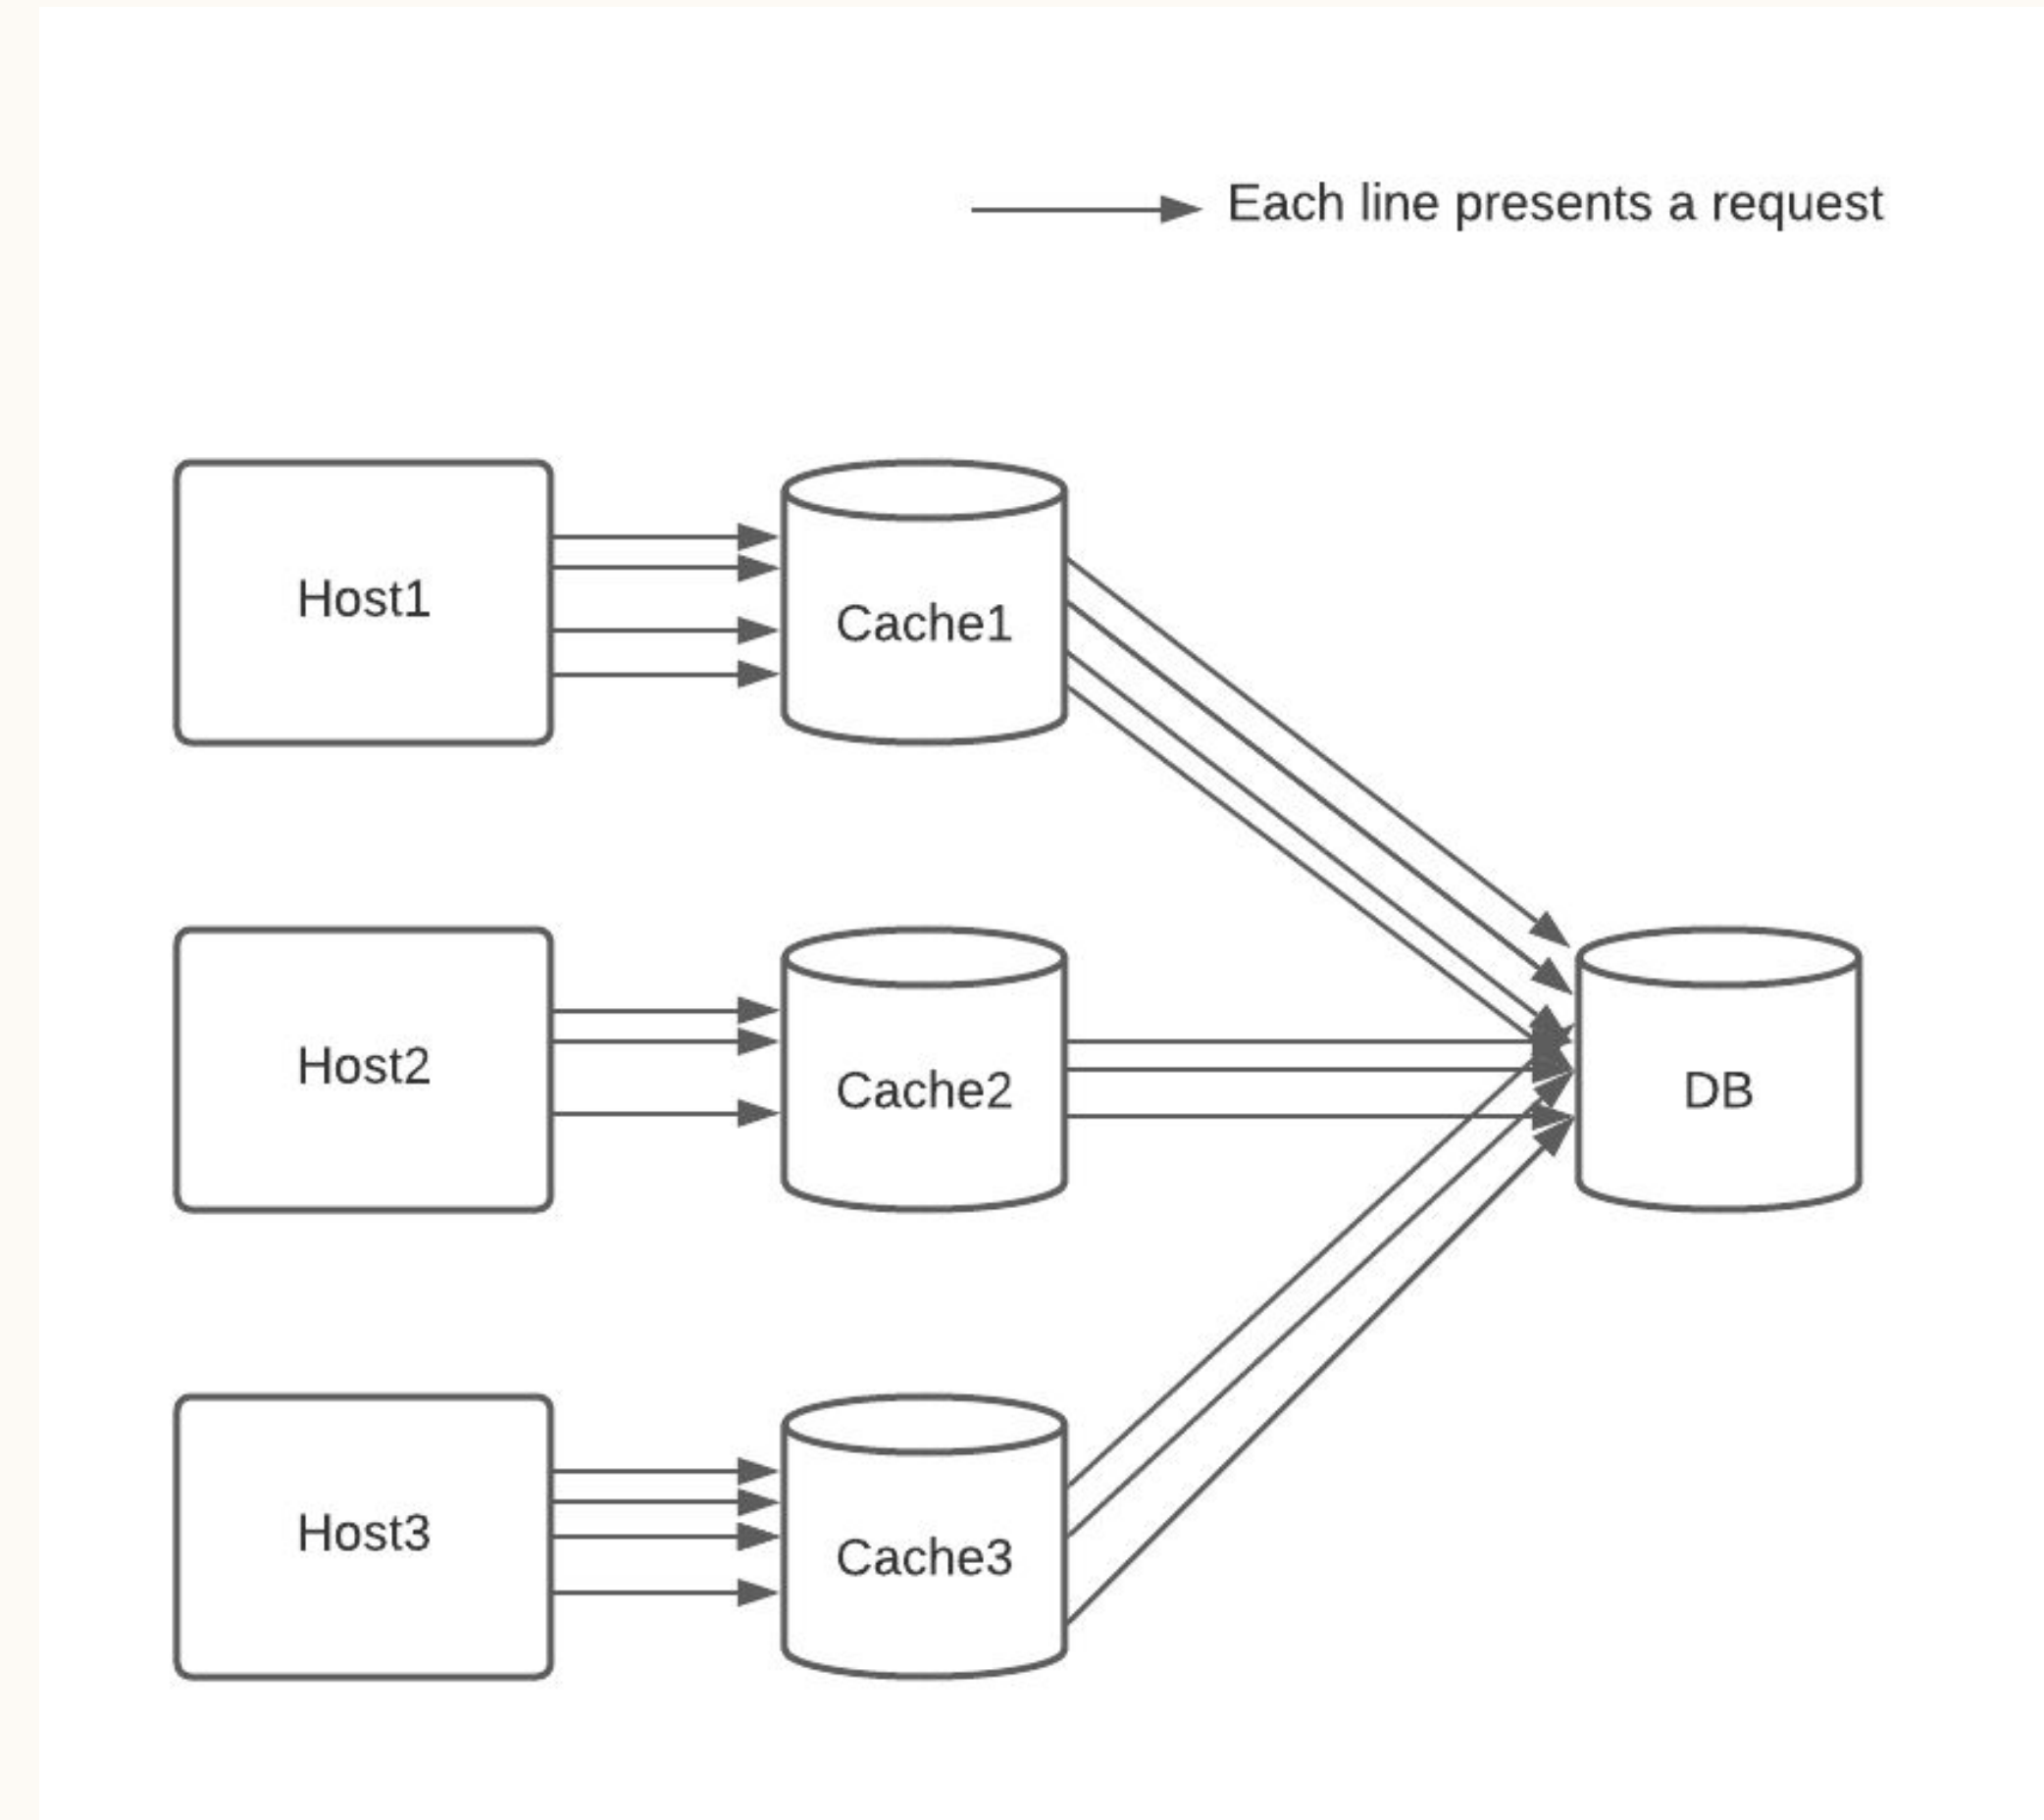 Each line presents a request
Host1
Cache1
Host2
Cache2
DB
Host3
Cache3